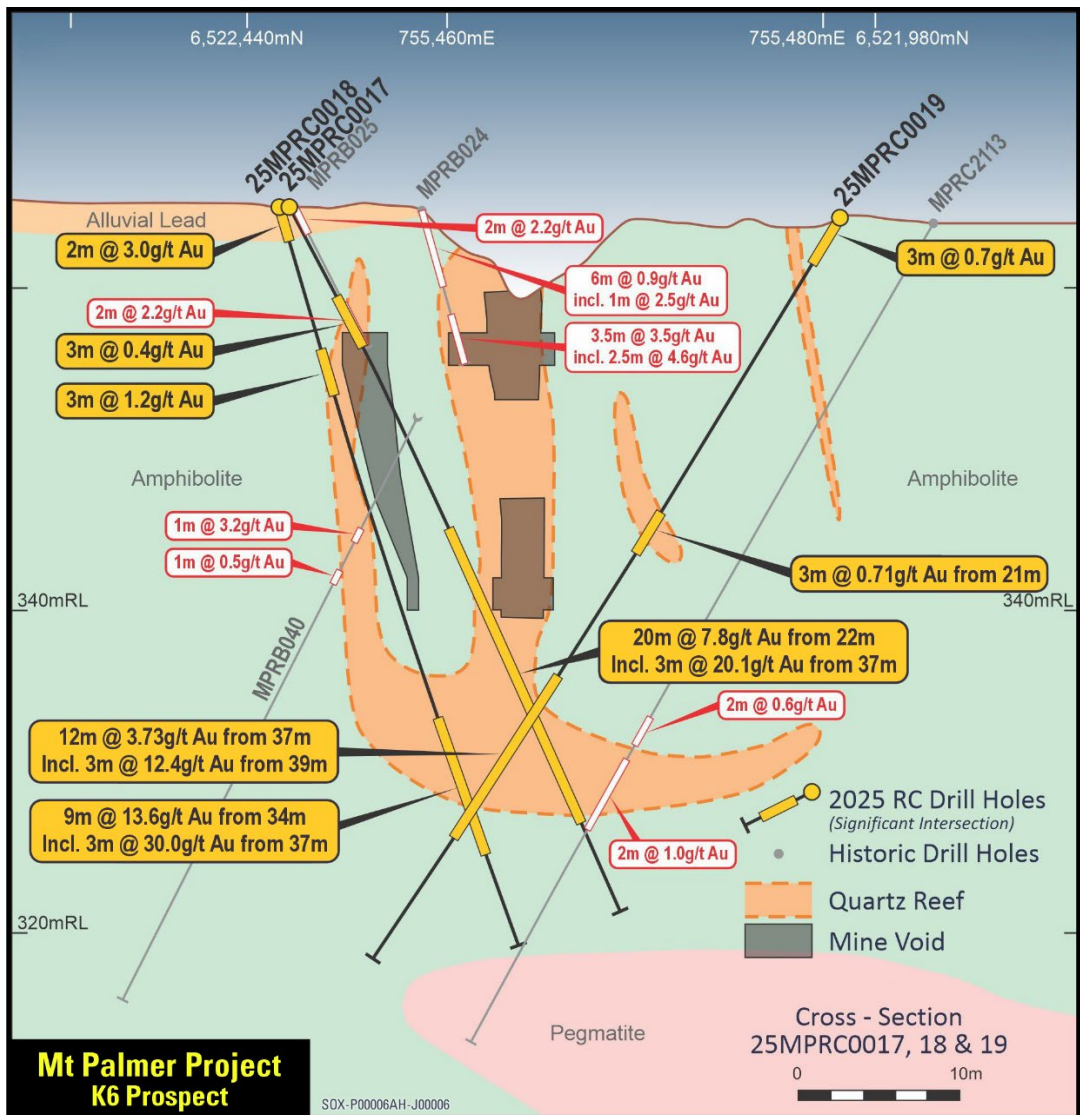 6,522,440mN
755,460mE
755,480mE
6,521,980mN
25MPRC0018
25MPRC0017
MPRB025
MPRB024
25MPRC0019
MPRC2113
Alluvial Lead
2m @ 3.0g/t Au
2m @ 2.2g/t Au
3m @ 0.7g/t Au
6m @ 0.9g/t Au
incl. 1m @ 2.5g/t Au
2m @ 2.2g/t Au
3m @ 0.4g/t Au
3.5m @ 3.5g/t Au
incl. 2.5m @ 4.6g/t Au
3m @ 1.2g/t Au
Amphibolite
Amphibolite
1m @ 3.2g/t Au
1m @ 0.5g/t Au
3m @ 0.71g/t Au from 21m
340mRL
340mRL
MPRB040
20m @ 7.8g/t Au from 22m
Incl. 3m @ 20.1g/t Au from 37m
2m @ 0.6g/t Au
12m @ 3.73g/t Au from 37m
Incl. 3m @ 12.4g/t Au from 39m
9m @ 13.6g/t Au from 34m
Incl. 3m @ 30.0g/t Au from 37m
2m @ 1.0g/t Au
2025 RC Drill Holes
(Significant Intersection)
Historic Drill Holes
Quartz Reef
Mine Void
320mRL
Pegmatite
Cross - Section
25MPRC0017, 18 & 19
0 10m
Mt Palmer Project
K6 Prospect
SOX-P00006AH-J00006